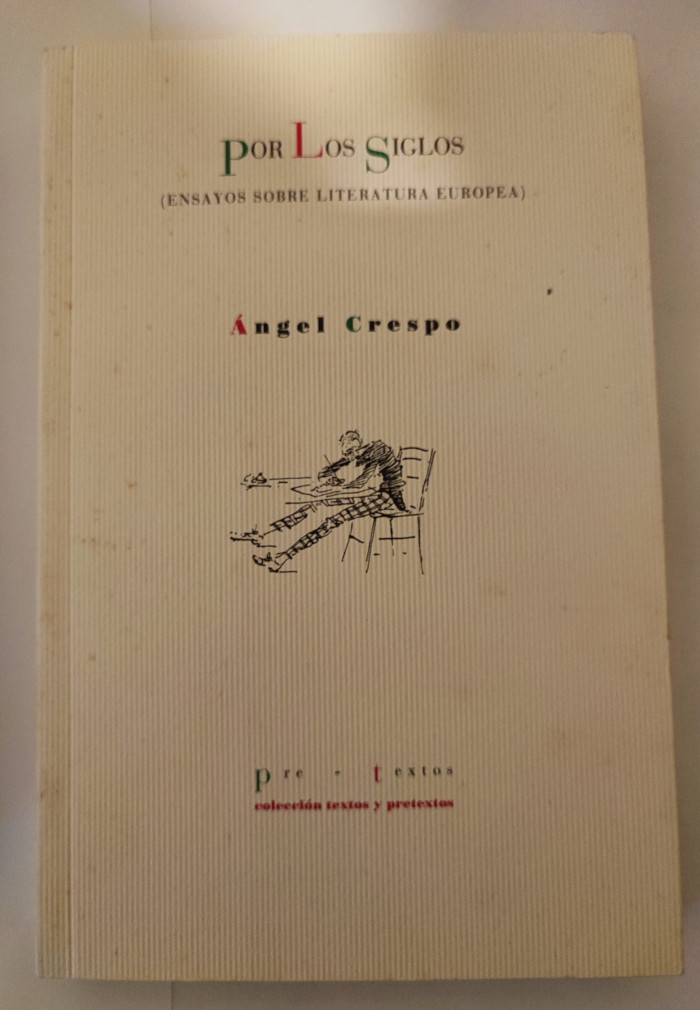 POR LOS SIGLOS
(ENSAYOS SOBRE LITERATURA EUROPEA)
Ángel Crespo
pre - textos
colección textos y pretextos